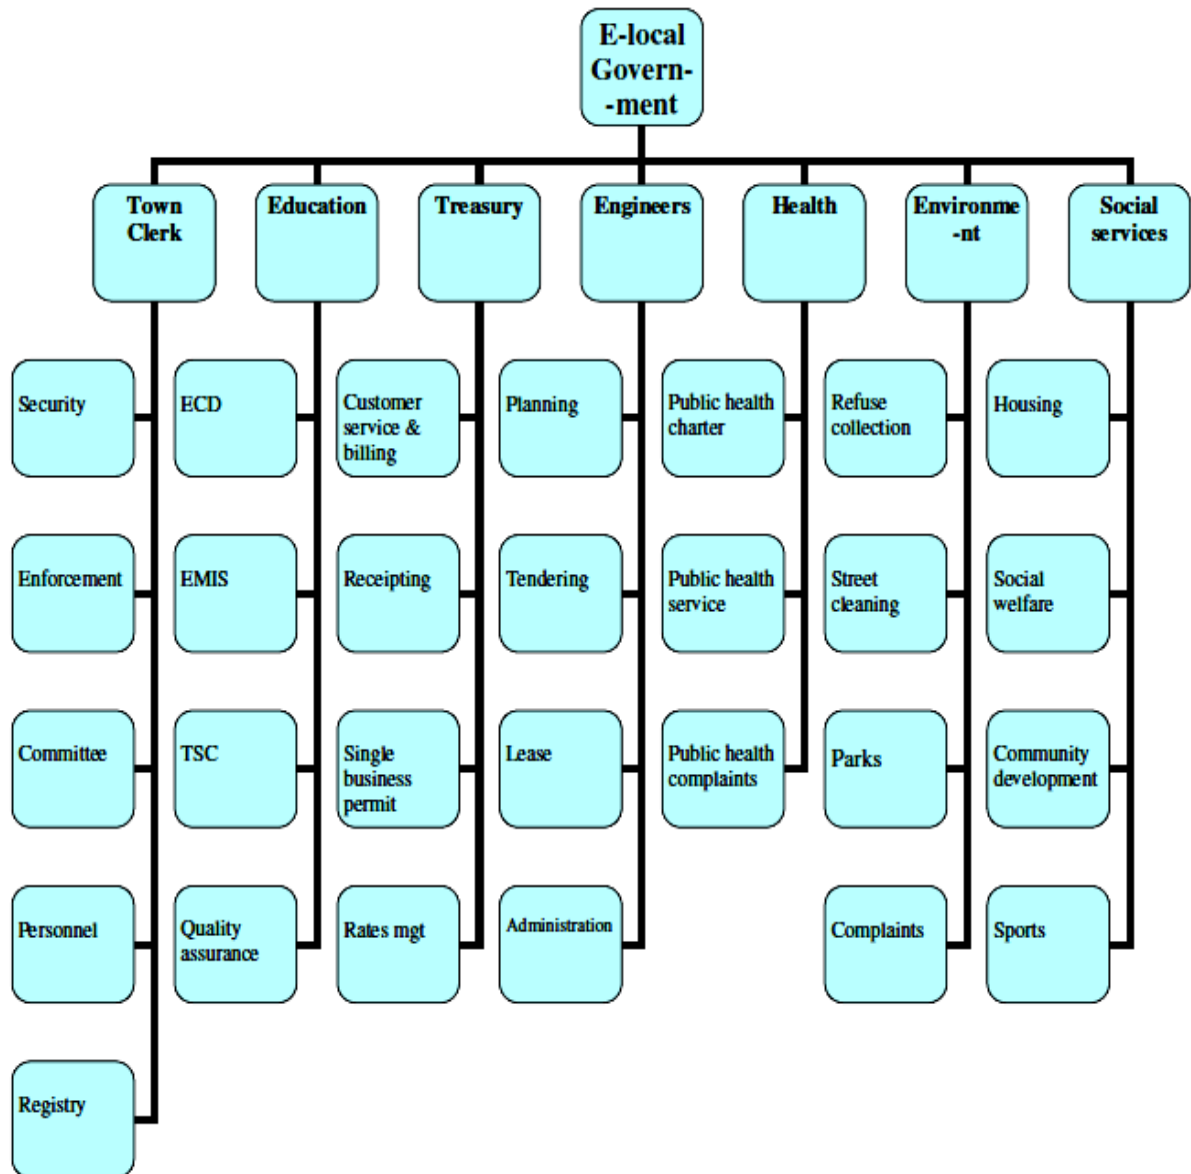 E-local
Govern-
-ment
Town
Clerk
Education
Treasury
Engineers
Health
Environme
-nt
Social
services
Security
ECD
Customer
service &
billing
Planning
Public health
charter
Refuse
collection
Housing
Enforcement
EMIS
Receipting
Tendering
Public health
service
Street
cleaning
Social
welfare
Committee
TSC
Single
business
permit
Lease
Public health
complaints
Parks
Community
development
Personnel
Quality
assurance
Rates mgt
Administration
Complaints
Sports
Registry